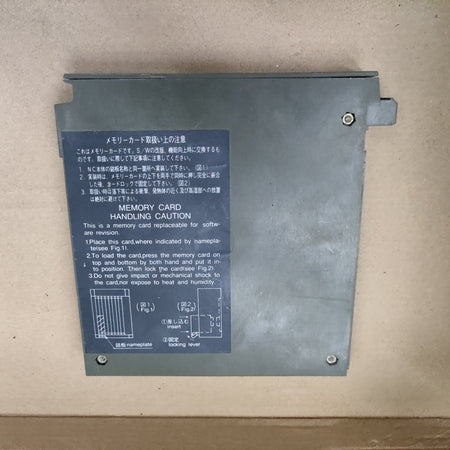 メモリーカード取扱い上の注意
これはメモリーカードです。S/Wの改版、機能向上時に交換するも
のです。取扱いに際して下記事項に注意してください。
1. NC本体の銘板名称と同一箇所へ実装して下さい。(図1)
2. 実装時は、メモリーカードの上下を両手で同時に押し完全に嵌合
した後、カードロックで固定して下さい。(図2)
3. 取扱い時は落下等による衝撃、発熱体の近く及び高湿部への放置
は絶対に避けて下さい。
MEMORY CARD
HANDLING CAUTION
This is a memory card replaceable for soft-
ware revision.
1.Place this card,where indicated by namepla-
te(see Fig.1).
2.To load the card,press the memory card on
top and bottom by both hand and put it in-
to position. Then lock the card(see Fig.2)
3.Do not give impact or mechanical shock to
the card,nor expose to heat and humidity.
(図1)
(Fig.1)
(図2)
(Fig.2)
①押し込む
insert
②固定
locking lever
銘板 nameplate